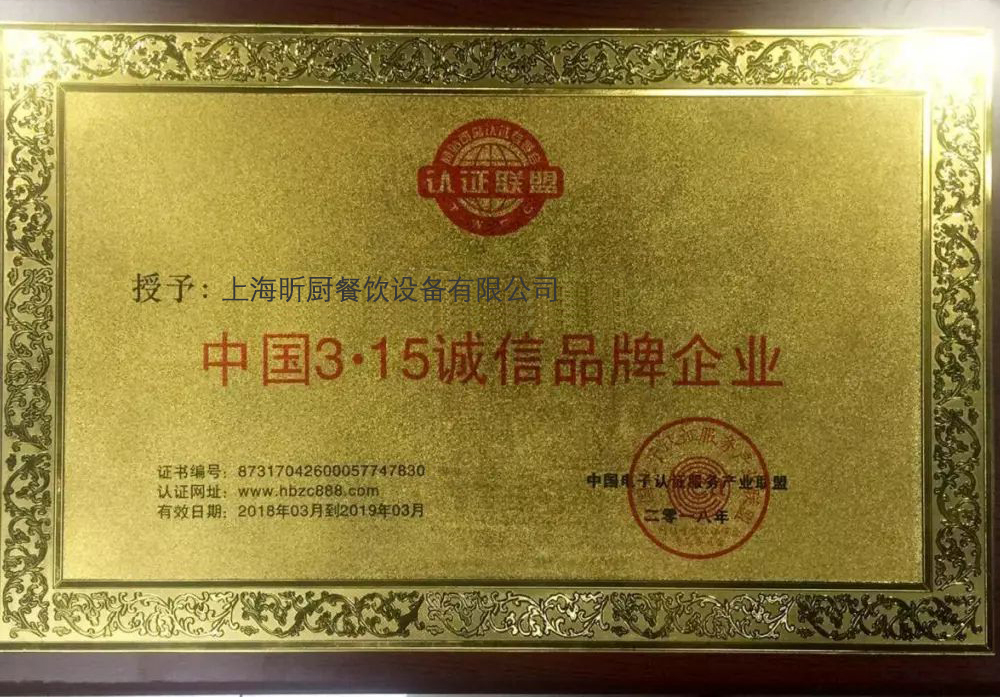 认证联盟
授予：上海昕厨餐饮设备有限公司
中国3·15诚信品牌企业
证书编号：87317042600057747830
认证网址：www.hbzc888.com
有效日期：2018年03月到2019年03月
中国电子认证服务产业联盟
二零一八年